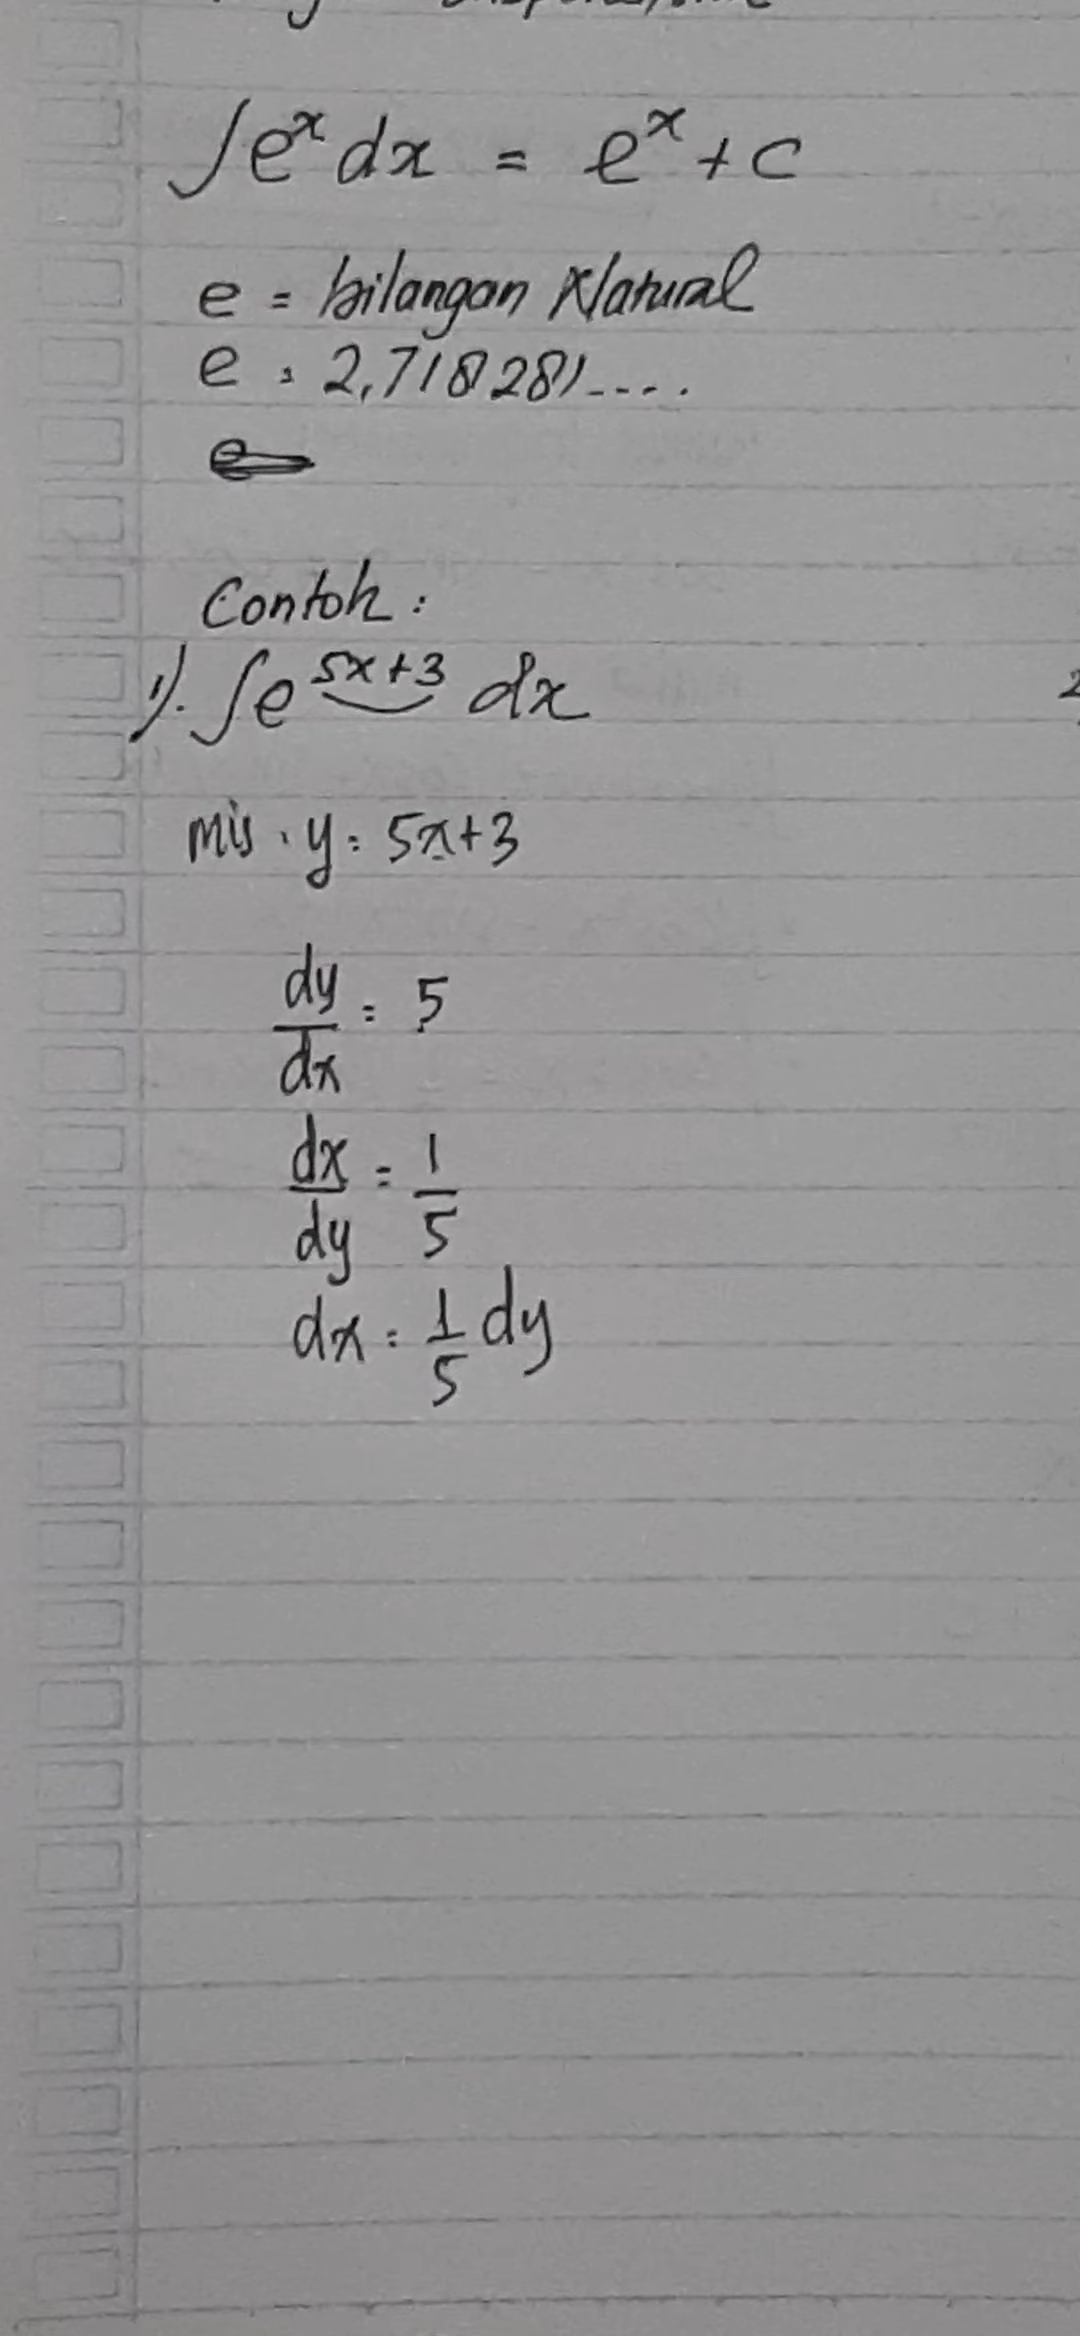 ∫e^x dx = e^x + c
e = bilangan Natural
e = 2,718281....
Contoh :
1). ∫e^(5x+3) dx
mis . y = 5x+3
dy/dx = 5
dx/dy = 1/5
dx = 1/5 dy